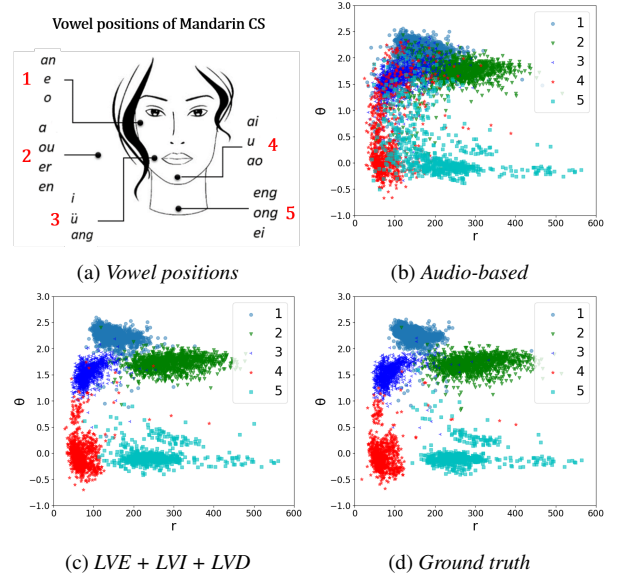 Vowel positions of Mandarin CS
1
an
e
o
2
a
ou
er
en
3
i
ü
ang
ai
u
ao
4
eng
ong
ei
5
(a) Vowel positions
2.5
2.0
1.5
1.0
0.5
0.0
−0.5
−1.0
θ
0 100 200 300 400 500 600
r
1
2
3
4
5
(b) Audio-based
3.0
2.5
2.0
1.5
1.0
0.5
0.0
−0.5
−1.0
θ
0 100 200 300 400 500 600
r
1
2
3
4
5
(c) LVE + LVI + LVD
3.0
2.5
2.0
1.5
1.0
0.5
0.0
−0.5
−1.0
θ
0 100 200 300 400 500 600
r
1
2
3
4
5
(d) Ground truth